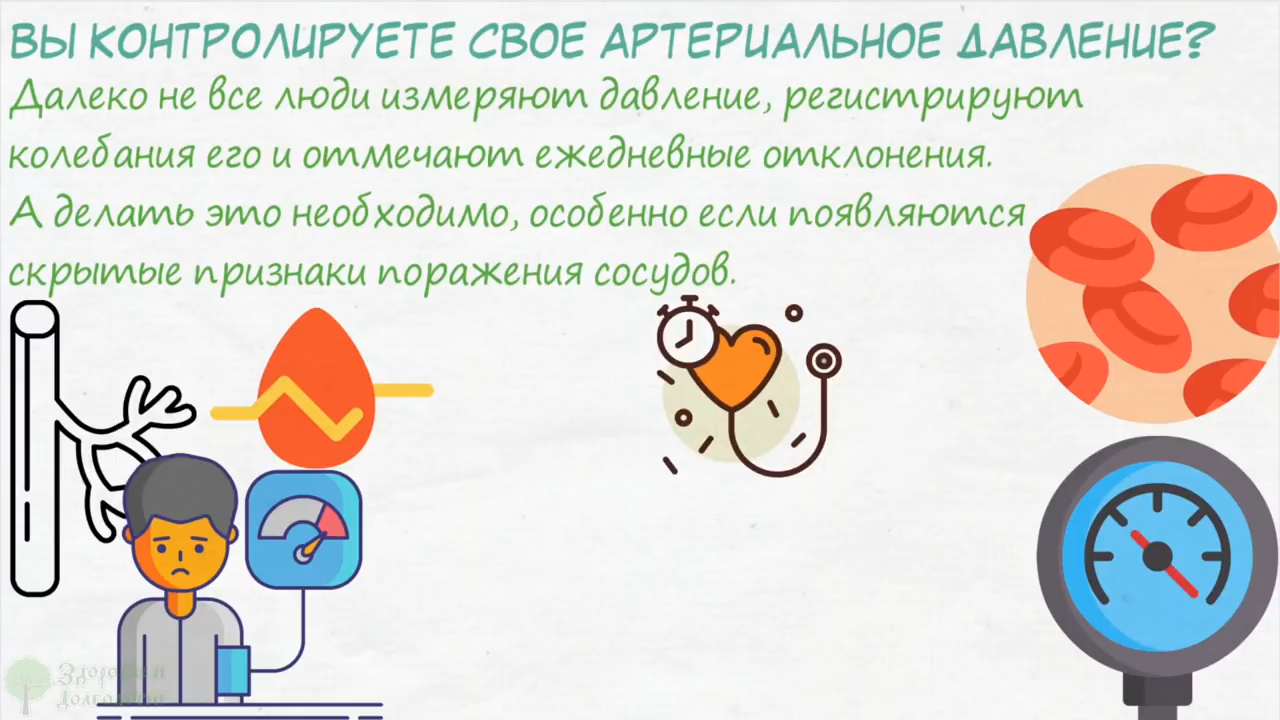 ВЫ КОНТРОЛИРУЕТЕ СВОЕ АРТЕРИАЛЬНОЕ ДАВЛЕНИЕ?
Далеко не все люди измеряют давление, регистрируют
колебания его и отмечают ежедневные отклонения.
А делать это необходимо, особенно если появляются
скрытые признаки поражения сосудов.